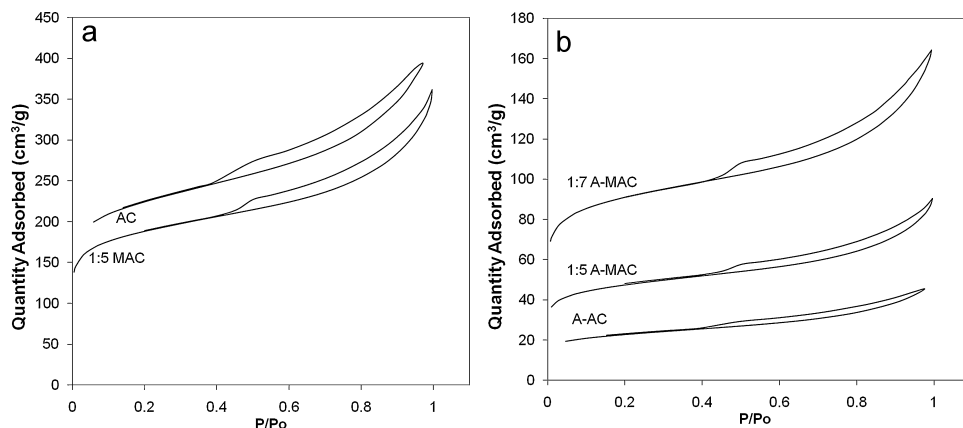 a
450
400
350
300
250
200
150
100
50
0
Quantity Adsorbed (cm³/g)
AC
1:5 MAC
0
0.2
0.4
0.6
0.8
1
P/Po
b
180
160
140
120
100
80
60
40
20
0
Quantity Adsorbed (cm³/g)
1:7 A-MAC
1:5 A-MAC
A-AC
0
0.2
0.4
0.6
0.8
1
P/Po